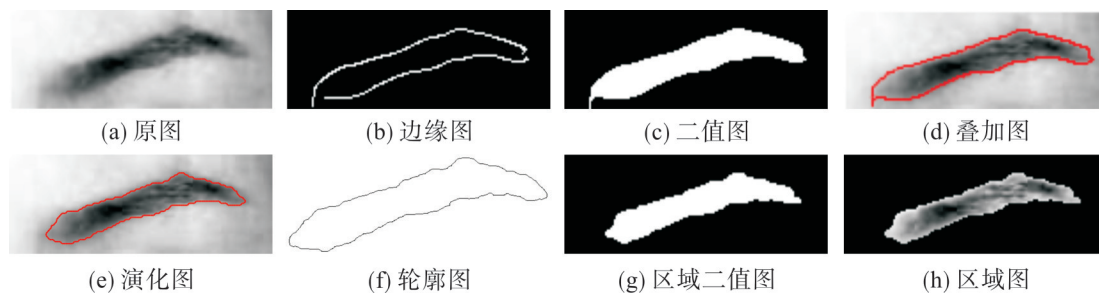 (a) 原图 (b) 边缘图 (c) 二值图 (d) 叠加图
(e) 演化图 (f) 轮廓图 (g) 区域二值图 (h) 区域图